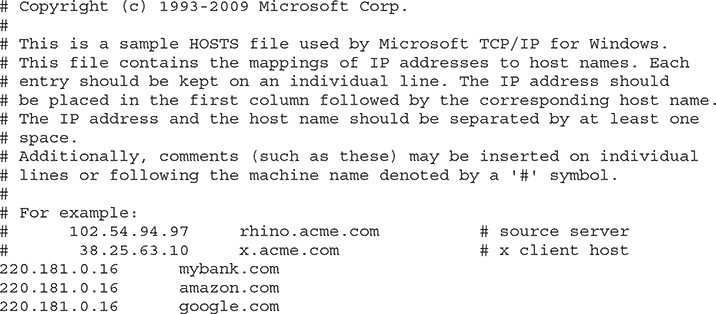 # Copyright (c) 1993-2009 Microsoft Corp.
#
# This is a sample HOSTS file used by Microsoft TCP/IP for Windows.
# This file contains the mappings of IP addresses to host names. Each
# entry should be kept on an individual line. The IP address should
# be placed in the first column followed by the corresponding host name.
# The IP address and the host name should be separated by at least one
# space.
# Additionally, comments (such as these) may be inserted on individual
# lines or following the machine name denoted by a '#' symbol.
#
# For example:
#      102.54.94.97     rhino.acme.com          # source server
#       38.25.63.10     x.acme.com              # x client host
220.181.0.16      mybank.com
220.181.0.16      amazon.com
220.181.0.16      google.com